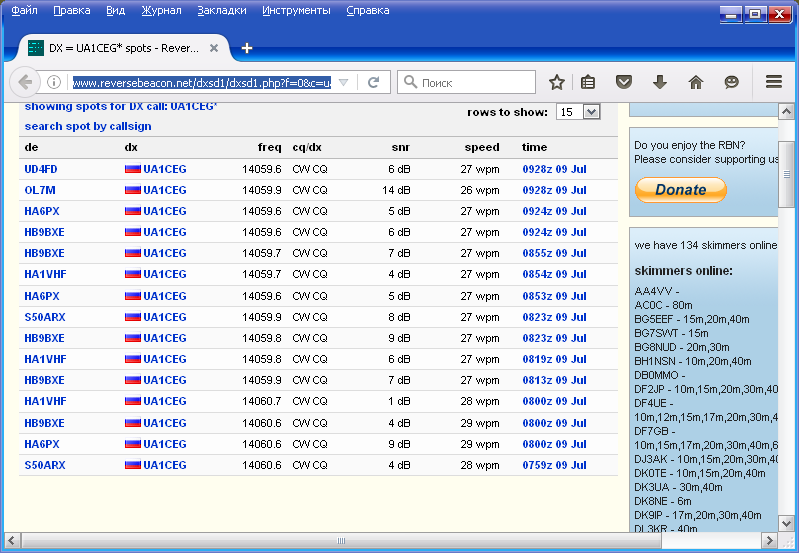 Файл Правка Вид Журнал Закладки Инструменты Справка
DX = UA1CEG* spots - Rever...
www.reversebeacon.net/dxsd1/dxsd1.php?f=0&c=u
Поиск
showing spots for DX call: UA1CEG*
rows to show: 15
search spot by callsign
de dx freq cq/dx snr speed time
UD4FD UA1CEG 14059.6 CW CQ 6 dB 27 wpm 0928z 09 Jul
OL7M UA1CEG 14059.6 CW CQ 14 dB 26 wpm 0928z 09 Jul
HA6PX UA1CEG 14059.6 CW CQ 5 dB 27 wpm 0924z 09 Jul
HB9BXE UA1CEG 14059.6 CW CQ 6 dB 27 wpm 0924z 09 Jul
HB9BXE UA1CEG 14059.7 CW CQ 7 dB 27 wpm 0855z 09 Jul
HA1VHF UA1CEG 14059.7 CW CQ 4 dB 27 wpm 0854z 09 Jul
HA6PX UA1CEG 14059.6 CW CQ 5 dB 27 wpm 0853z 09 Jul
S50ARX UA1CEG 14059.9 CW CQ 8 dB 27 wpm 0823z 09 Jul
HB9BXE UA1CEG 14059.8 CW CQ 9 dB 27 wpm 0823z 09 Jul
HA1VHF UA1CEG 14059.8 CW CQ 6 dB 27 wpm 0819z 09 Jul
HB9BXE UA1CEG 14059.9 CW CQ 7 dB 27 wpm 0813z 09 Jul
HA1VHF UA1CEG 14060.7 CW CQ 1 dB 28 wpm 0800z 09 Jul
HB9BXE UA1CEG 14060.6 CW CQ 4 dB 29 wpm 0800z 09 Jul
HA6PX UA1CEG 14060.6 CW CQ 9 dB 29 wpm 0800z 09 Jul
S50ARX UA1CEG 14060.6 CW CQ 4 dB 28 wpm 0759z 09 Jul
Do you enjoy the RBN?
Please consider supporting us
Donate
we have 134 skimmers online
skimmers online:
AA4VV -
AC0C - 80m
BG5EEF - 15m,20m,40m
BG7SWT - 15m
BG8NUD - 20m,30m
BH1NSN - 10m,20m,40m
DB0MMO -
DF2JP - 10m,15m,20m,30m,40
DF4UE -
10m,12m,15m,17m,20m,30m,4
DF7GB -
10m,15m,17m,20m,30m,40m,6
DJ3AK - 10m,15m,20m,30m,40
DK0TE - 10m,15m,20m,40m
DK3UA - 30m,40m
DK8NE - 6m
DK9IP - 17m,20m,30m,40m
DL3KR - 40m